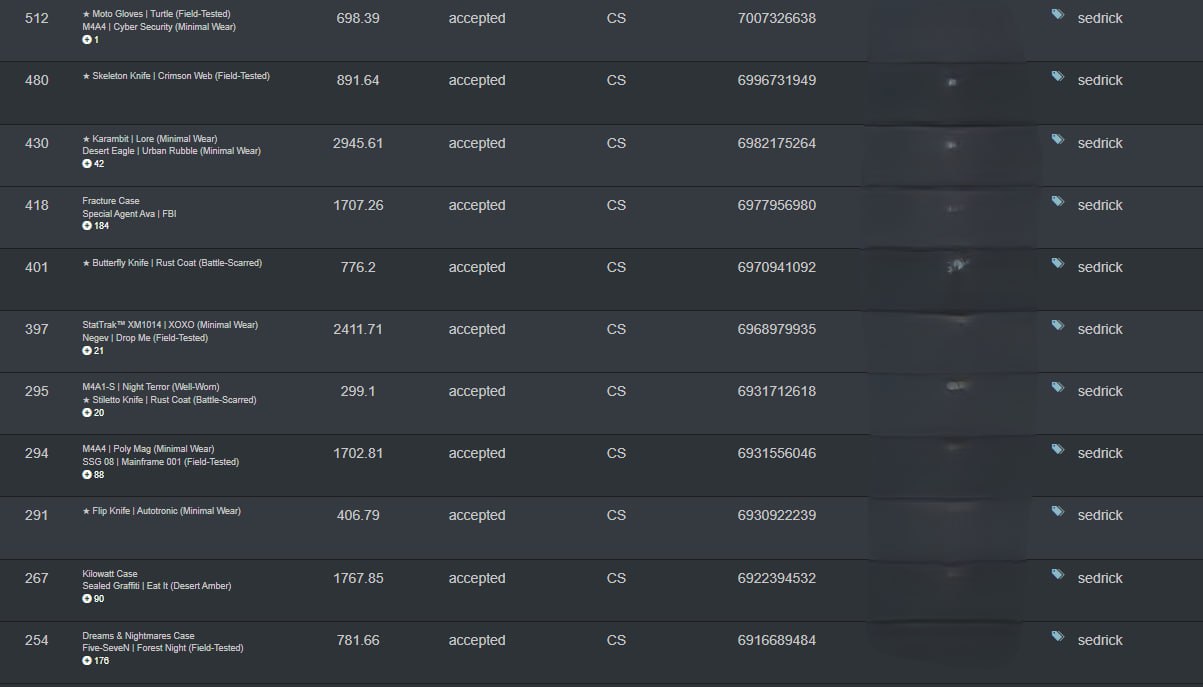 512 ★ Moto Gloves | Turtle (Field-Tested) 698.39 accepted CS 7007326638 sedrick
M4A4 | Cyber Security (Minimal Wear)
1
480 ★ Skeleton Knife | Crimson Web (Field-Tested) 891.64 accepted CS 6996731949 sedrick
430 ★ Karambit | Lore (Minimal Wear) 2945.61 accepted CS 6982175264 sedrick
Desert Eagle | Urban Rubble (Minimal Wear)
42
418 Fracture Case 1707.26 accepted CS 6977956980 sedrick
Special Agent Ava | FBI
184
401 ★ Butterfly Knife | Rust Coat (Battle-Scarred) 776.2 accepted CS 6970941092 sedrick
397 StatTrak™ XM1014 | XOXO (Minimal Wear) 2411.71 accepted CS 6968979935 sedrick
Negev | Drop Me (Field-Tested)
21
295 M4A1-S | Night Terror (Well-Worn) 299.1 accepted CS 6931712618 sedrick
★ Stiletto Knife | Rust Coat (Battle-Scarred)
20
294 M4A4 | Poly Mag (Minimal Wear) 1702.81 accepted CS 6931556046 sedrick
SSG 08 | Mainframe 001 (Field-Tested)
88
291 ★ Flip Knife | Autotronic (Minimal Wear) 406.79 accepted CS 6930922239 sedrick
267 Kilowatt Case 1767.85 accepted CS 6922394532 sedrick
Sealed Graffiti | Eat It (Desert Amber)
90
254 Dreams & Nightmares Case 781.66 accepted CS 6916689484 sedrick
Five-SeveN | Forest Night (Field-Tested)
176